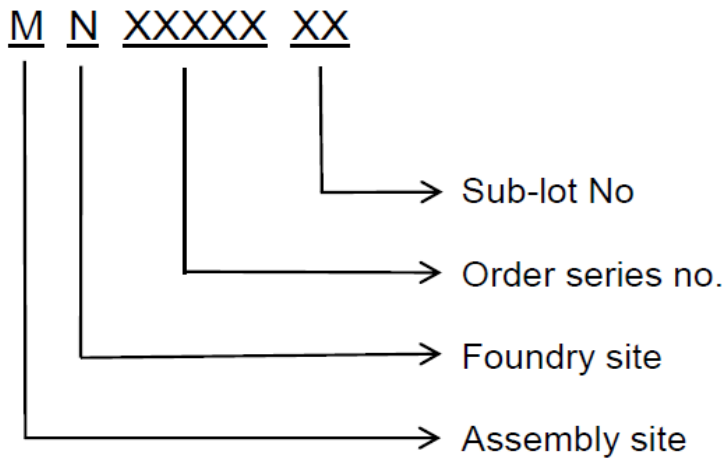 M N XXXXX XX
Sub-lot No
Order series no.
Foundry site
Assembly site